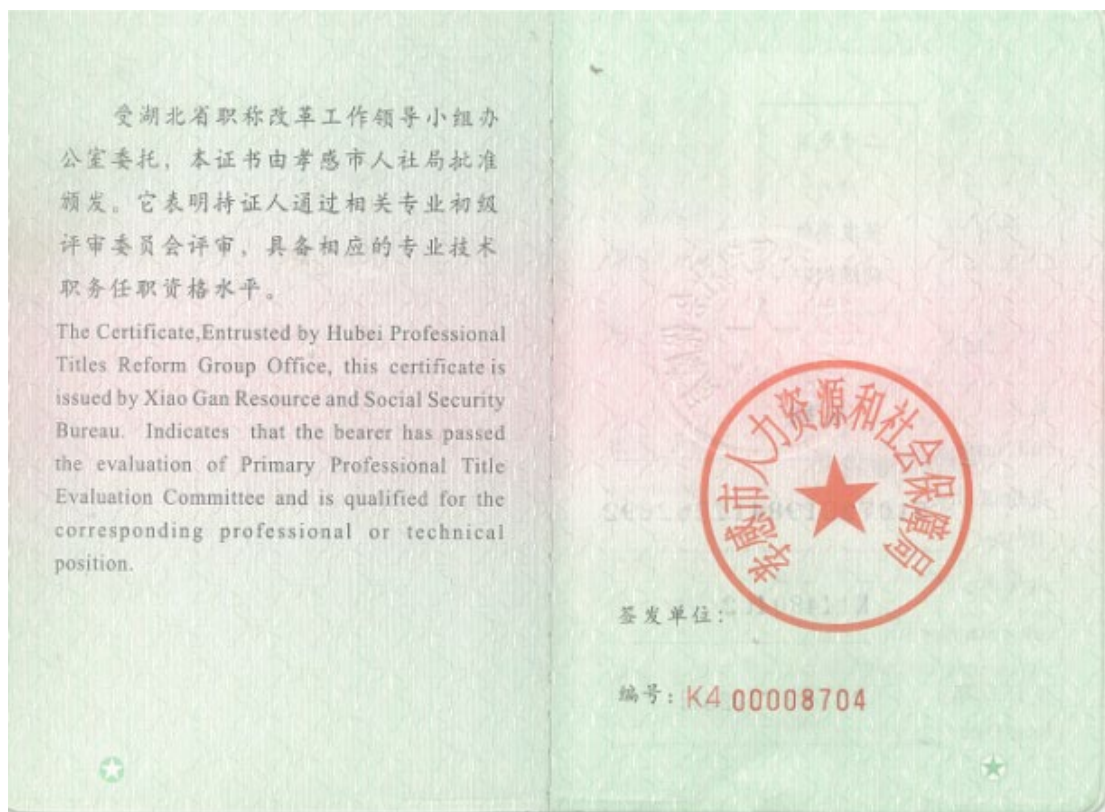 受湖北省职称改革工作领导小组办
公室委托，本证书由孝感市人社局批准
颁发。它表明持证人通过相关专业初级
评审委员会评审，具备相应的专业技术
职务任职资格水平。
The Certificate,Entrusted by Hubei Professional
Titles Reform Group Office, this certificate is
issued by Xiao Gan Resource and Social Security
Bureau. Indicates that the bearer has passed
the evaluation of Primary Professional Title
Evaluation Committee and is qualified for the
corresponding professional or technical
position.
孝感市人力资源和社会保障局
签发单位：
编号：K4 00008704